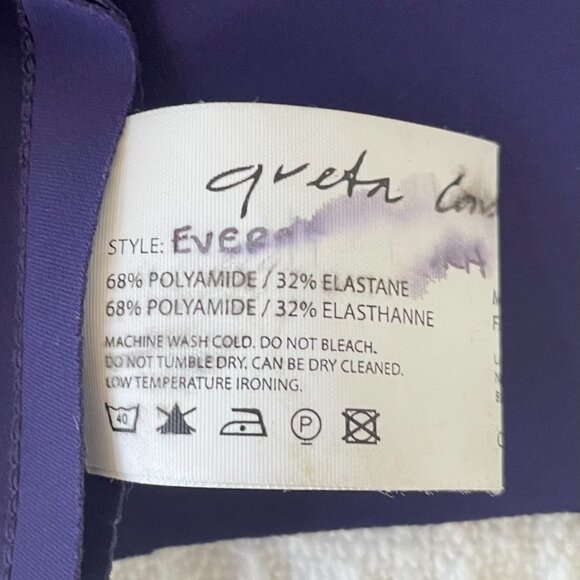 greta
STYLE:
68% POLYAMIDE / 32% ELASTANE
68% POLYAMIDE / 32% ELASTHANNE
MACHINE WASH COLD. DO NOT BLEACH.
DO NOT TUMBLE DRY. CAN BE DRY CLEANED.
LOW TEMPERATURE IRONING.
40 P